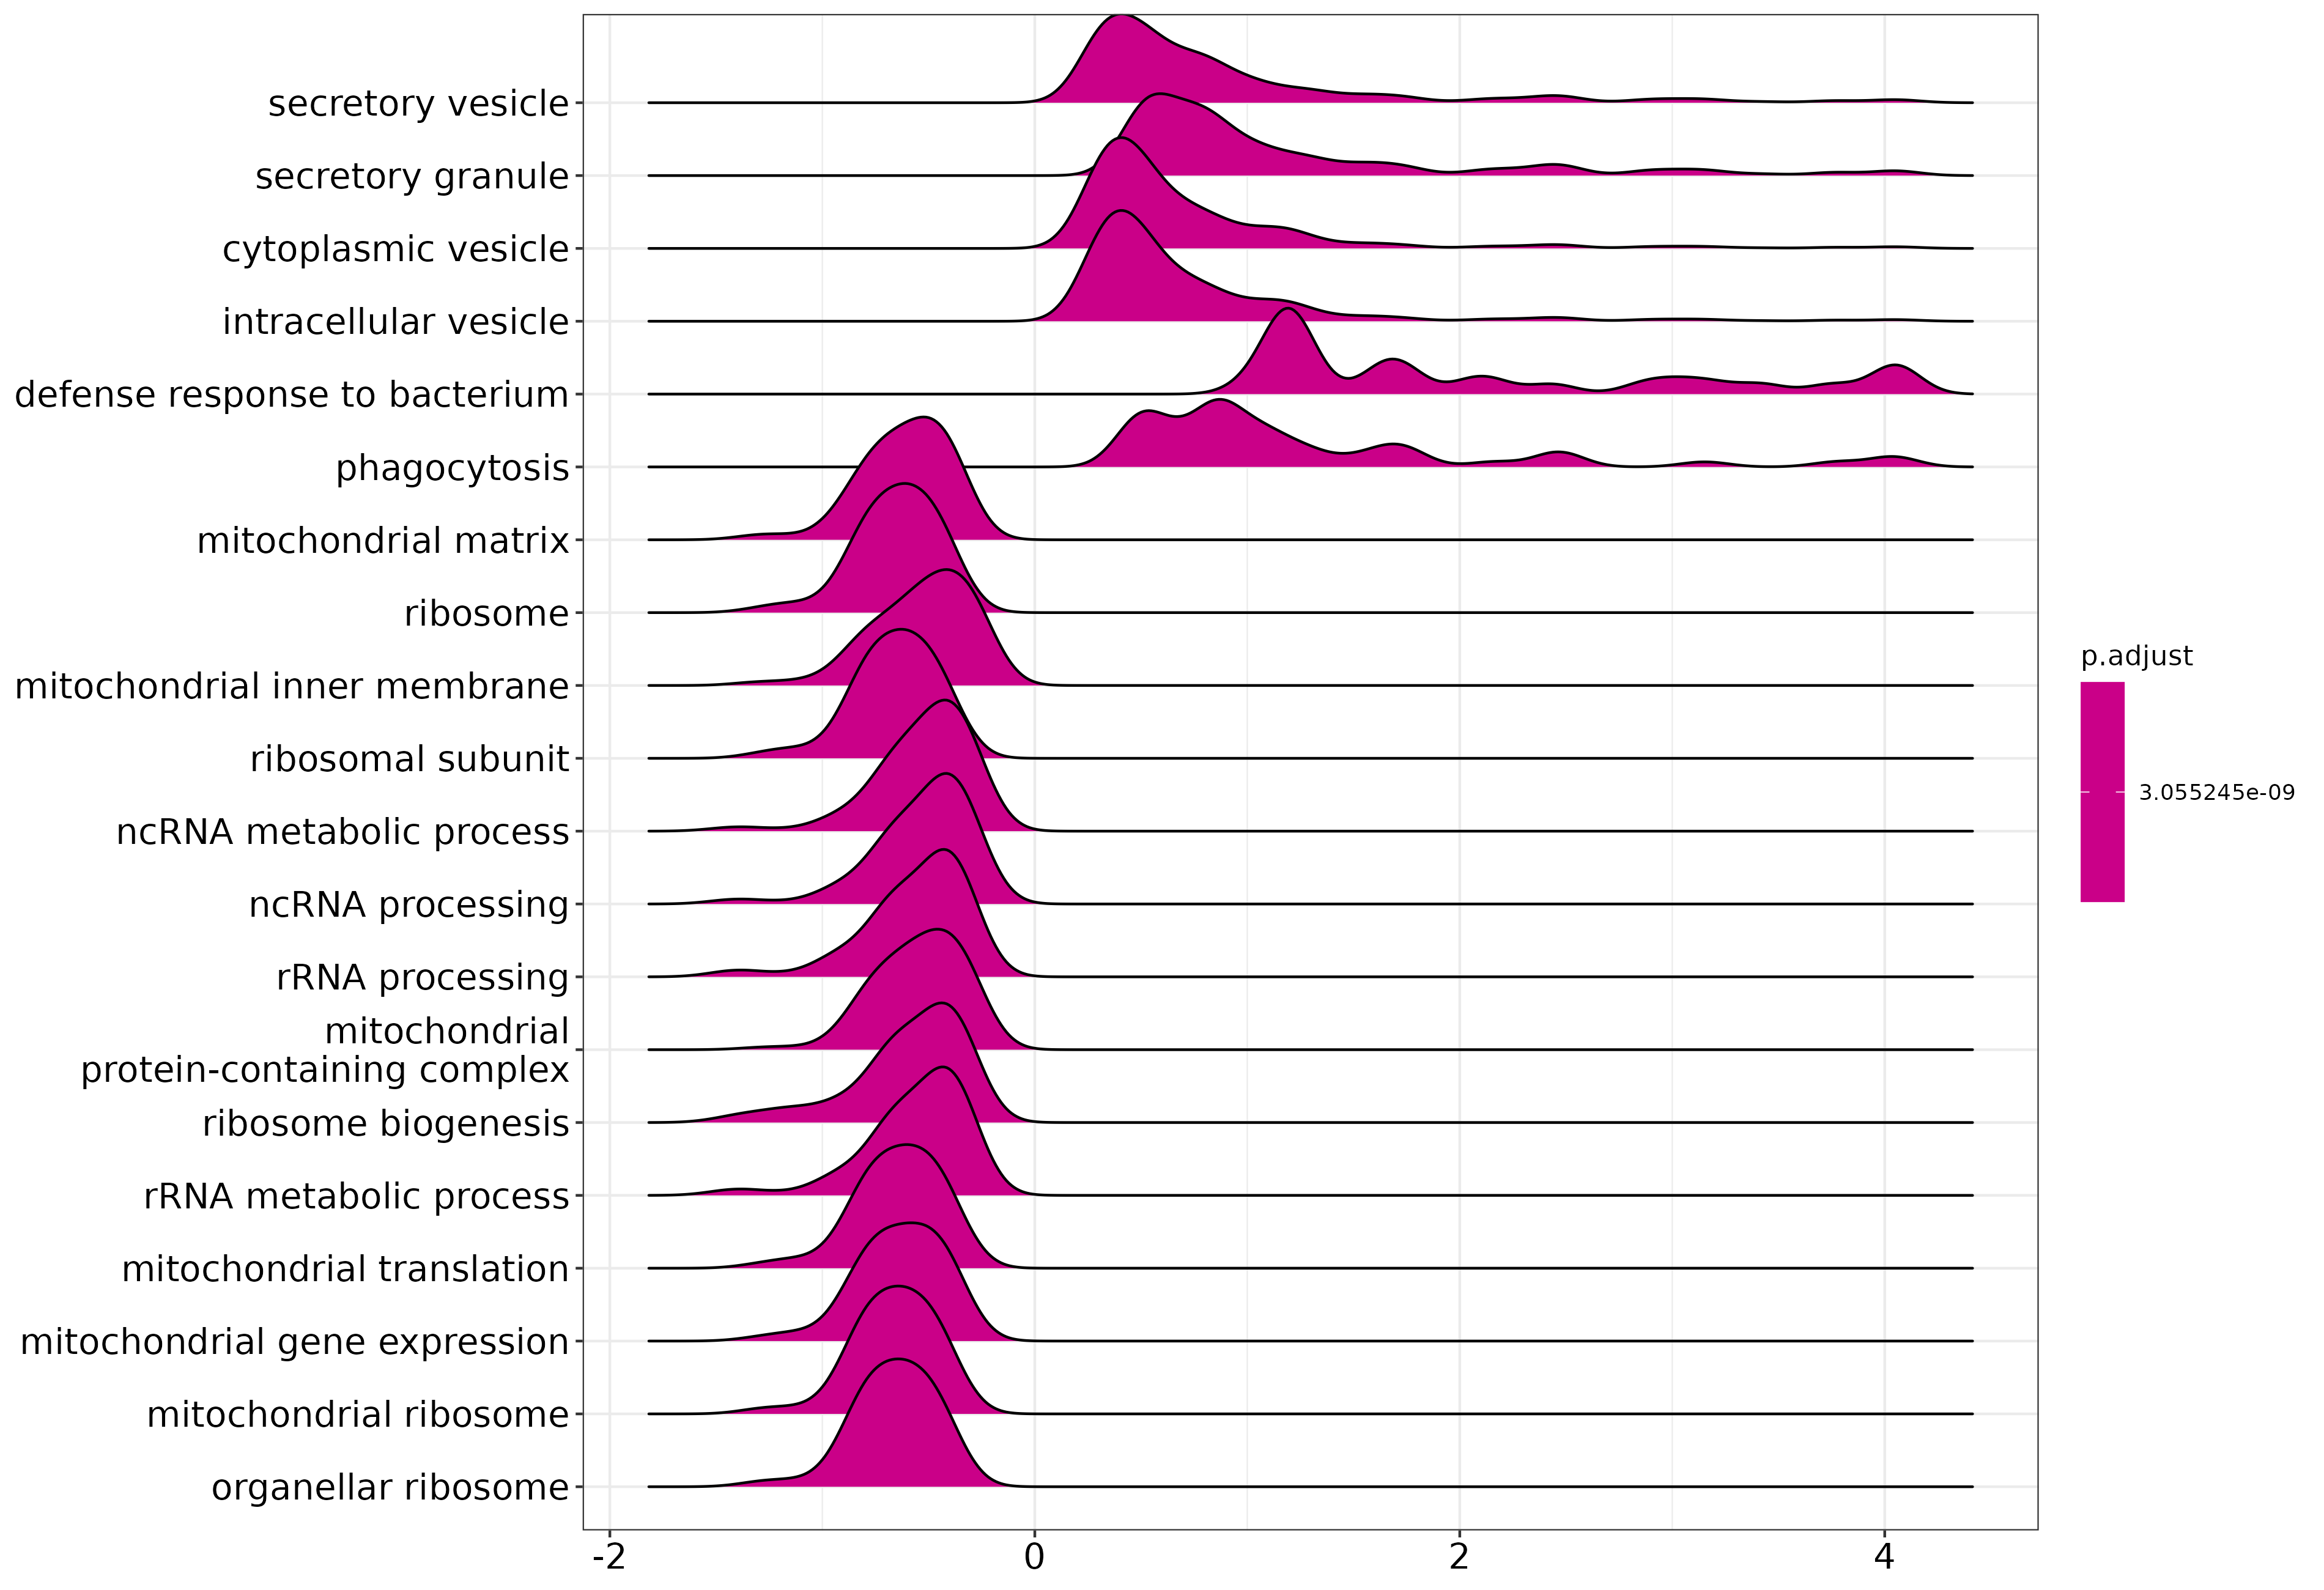 secretory vesicle
secretory granule
cytoplasmic vesicle
intracellular vesicle
defense response to bacterium
phagocytosis
mitochondrial matrix
ribosome
mitochondrial inner membrane
ribosomal subunit
ncRNA metabolic process
ncRNA processing
rRNA processing
mitochondrial
protein-containing complex
ribosome biogenesis
rRNA metabolic process
mitochondrial translation
mitochondrial gene expression
mitochondrial ribosome
organellar ribosome
-2 0 2 4
p.adjust
3.055245e-09